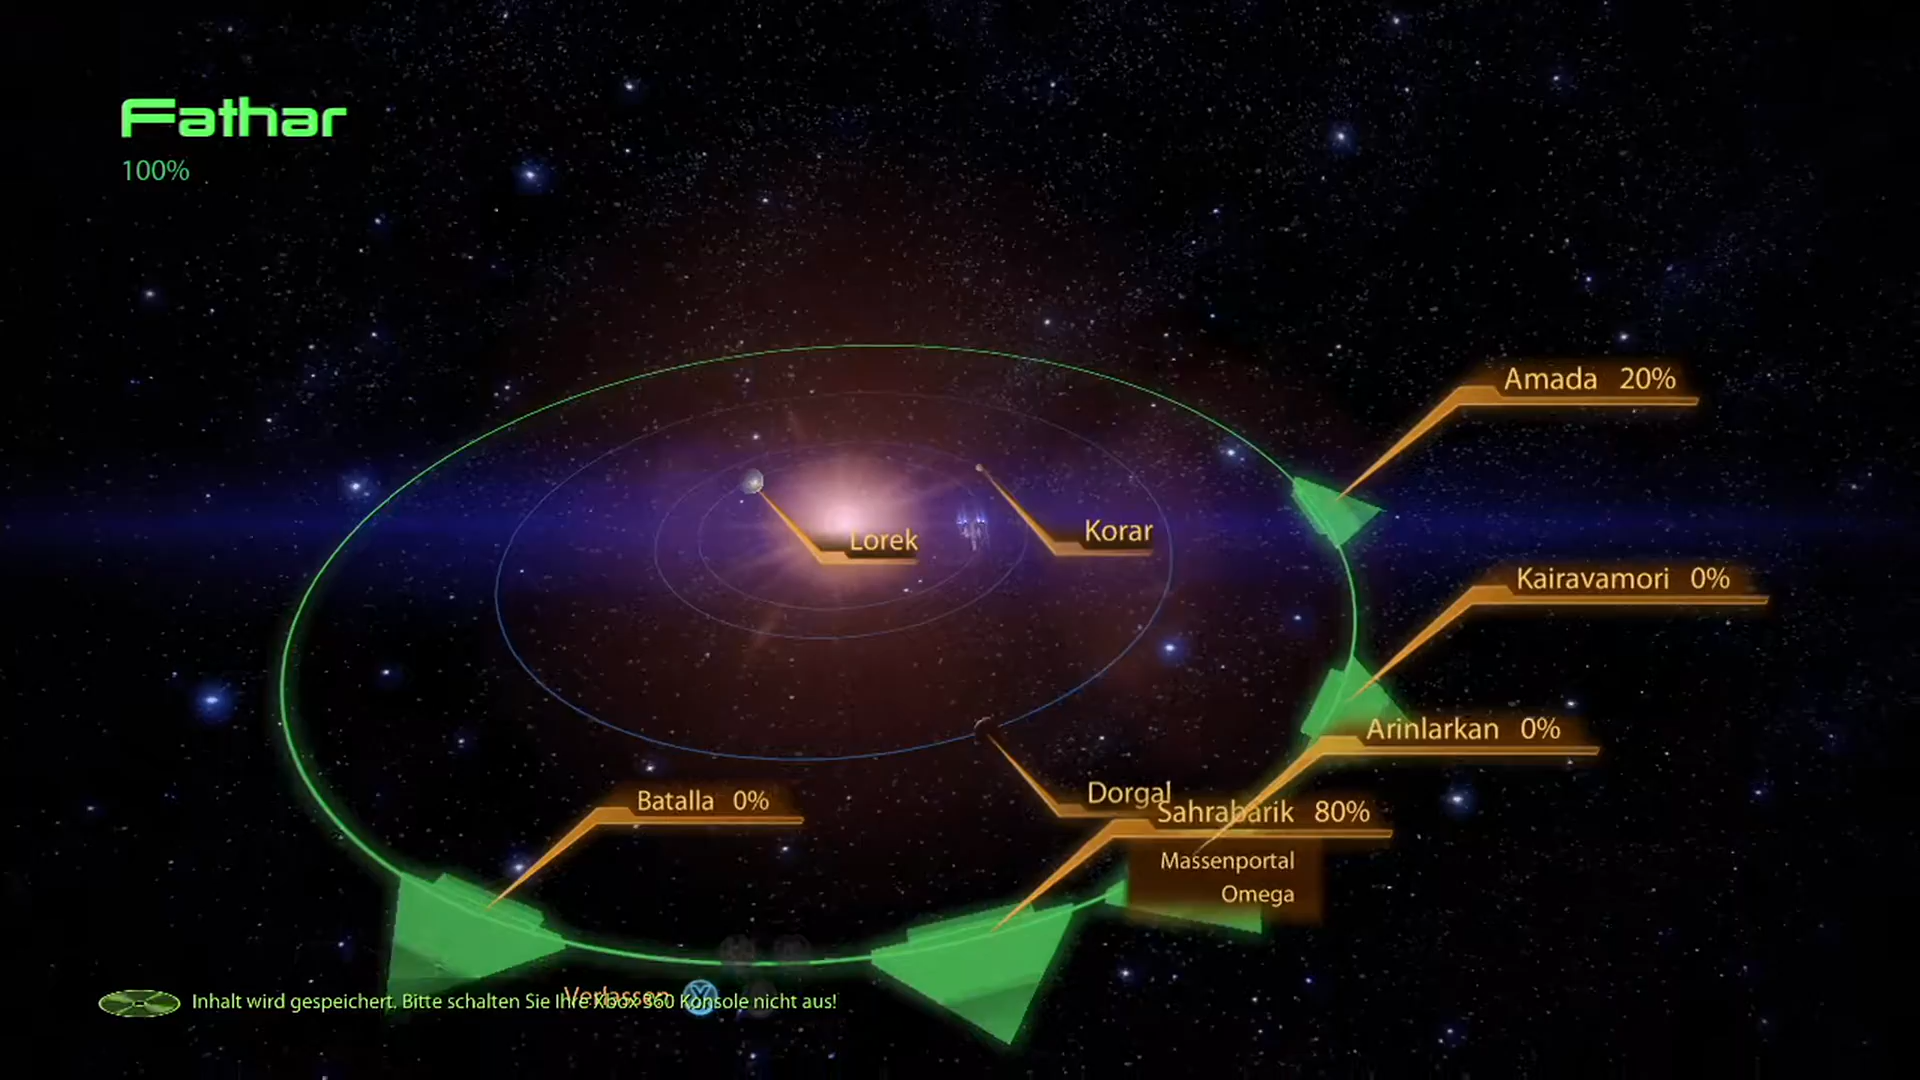 Fathar
100%
Amada 20%
Lorek
Korar
Kairavamori 0%
Arinlarkan 0%
Dorgal
Batalla 0%
Sahrabarik 80%
Massenportal
Omega
Verlassen Y
Inhalt wird gespeichert. Bitte schalten Sie Ihre Xbox 360 Konsole nicht aus!